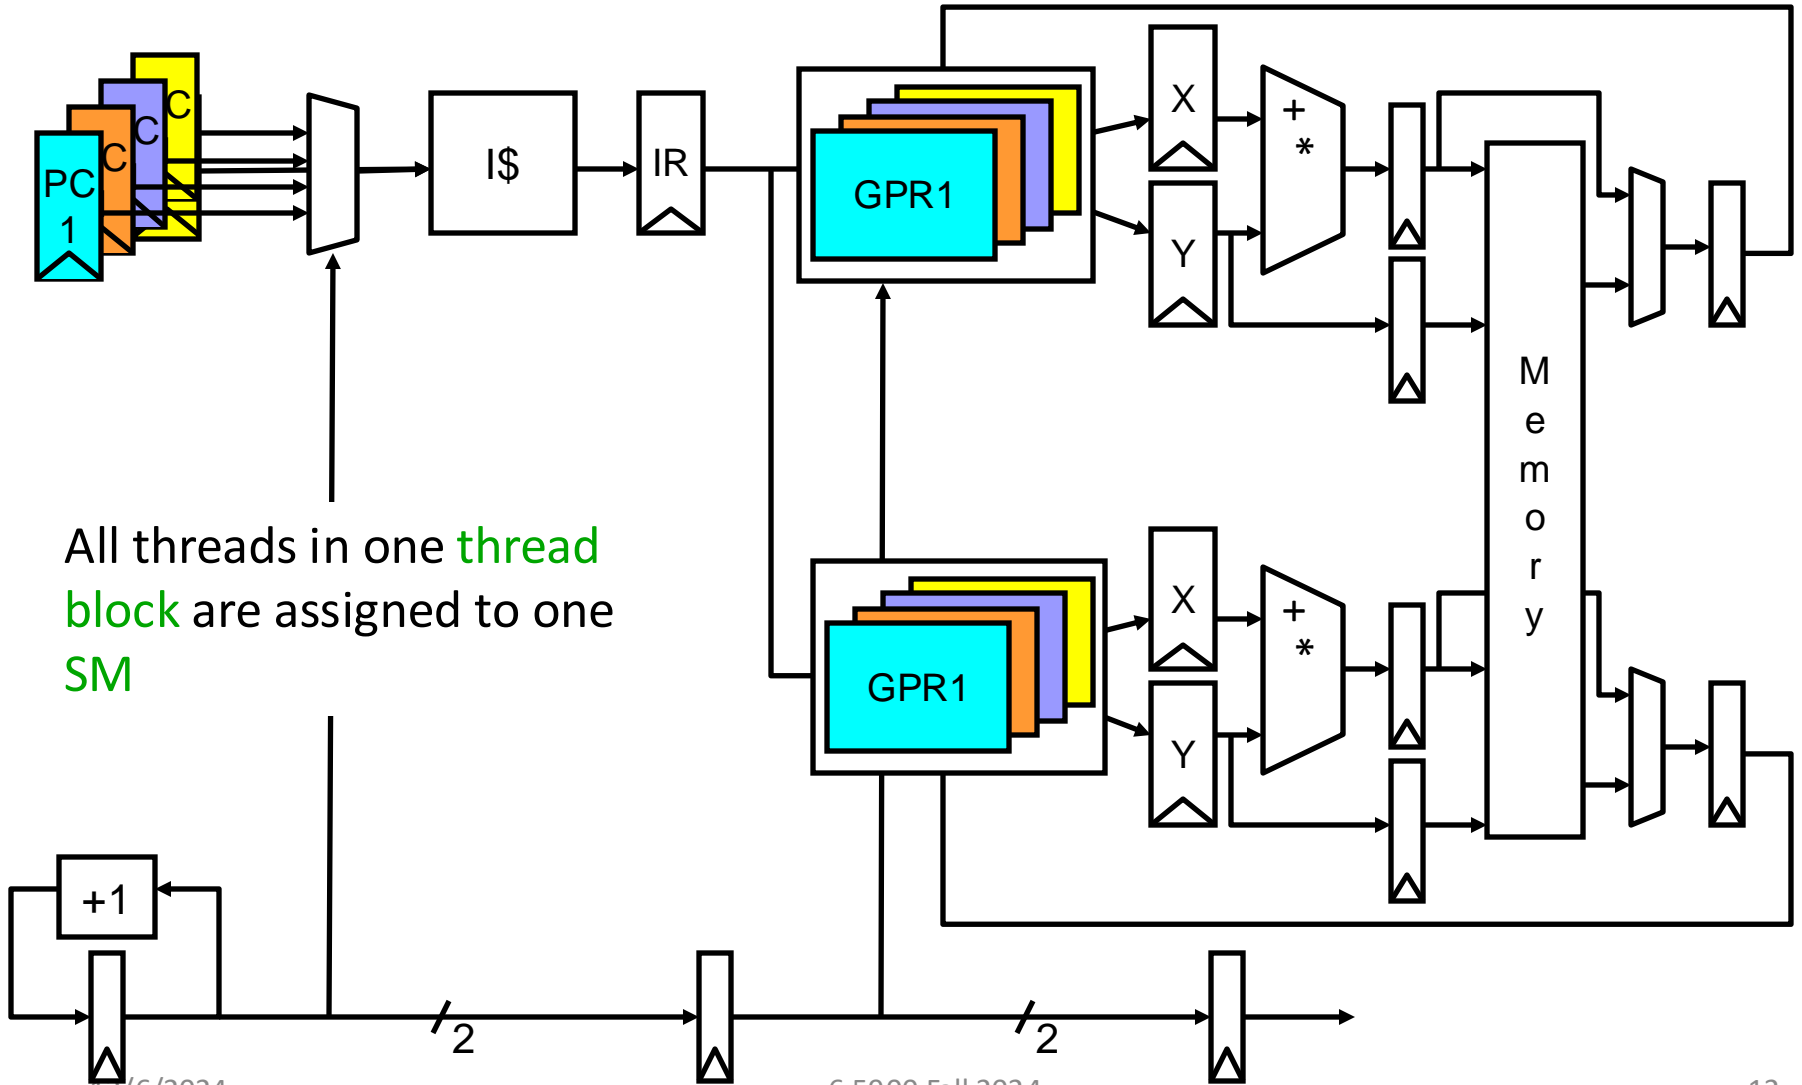 C
C
C
PC
1
I$
IR
GPR1
X
Y
+
*
M
e
m
o
r
y
All threads in one thread
block are assigned to one
SM
GPR1
X
Y
+
*
+1
2
2